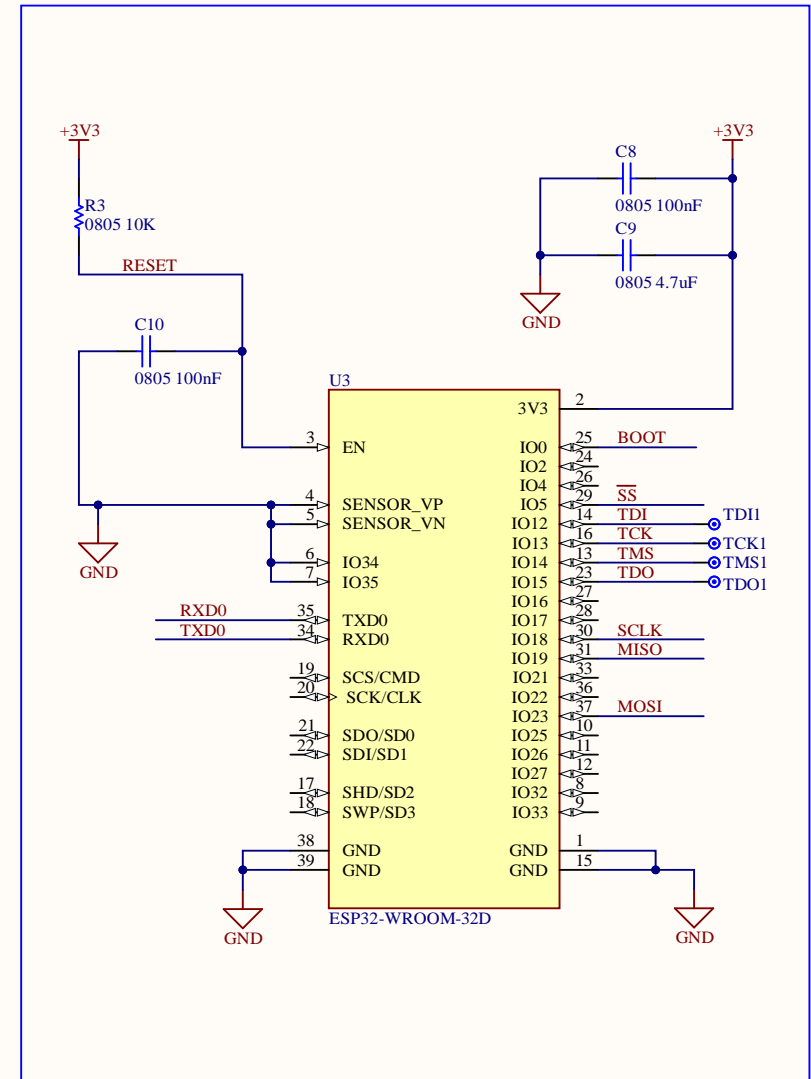 +3V3
R3
0805 10K
RESET
C10
0805 100nF
+3V3
C8
0805 100nF
C9
0805 4.7uF
GND
U3
3V3 2
3 EN
IO0 25 BOOT
IO2 24
IO4 26
4 SENSOR_VP
IO5 29 SS
5 SENSOR_VN
IO12 14 TDI TDI1
IO13 16 TCK TCK1
6 IO34
IO14 13 TMS TMS1
7 IO35
IO15 23 TDO TDO1
GND
IO16 27
RXD0 35 TXD0
IO17 28
TXD0 34 RXD0
IO18 30 SCLK
IO19 31 MISO
19 SCS/CMD
IO21 33
20 SCK/CLK
IO22 36
IO23 37 MOSI
21 SDO/SD0
IO25 10
22 SDI/SD1
IO26 11
IO27 12
17 SHD/SD2
IO32 8
18 SWP/SD3
IO33 9
38 GND
GND 1
39 GND
GND 15
GND
ESP32-WROOM-32D
GND